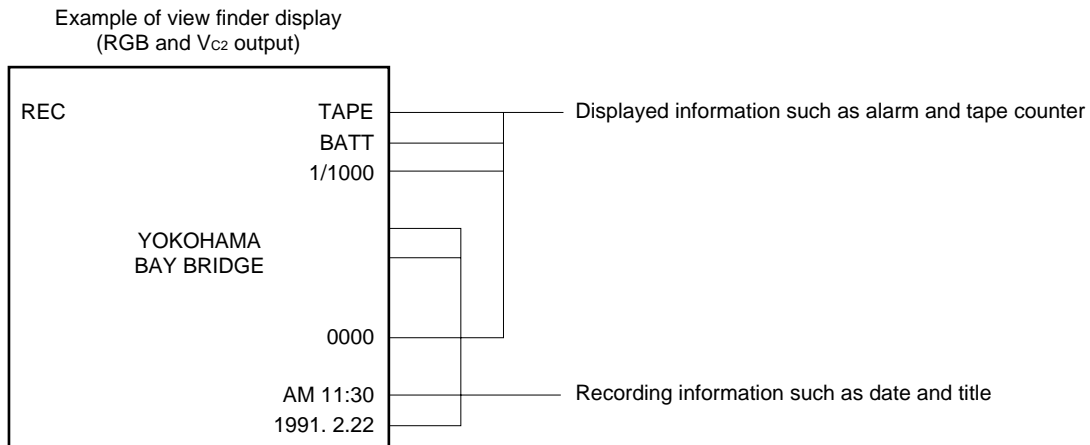 Example of view finder display
(RGB and VC2 output)
REC TAPE Displayed information such as alarm and tape counter
BATT
1/1000
YOKOHAMA
BAY BRIDGE
0000
AM 11:30 Recording information such as date and title
1991. 2.22